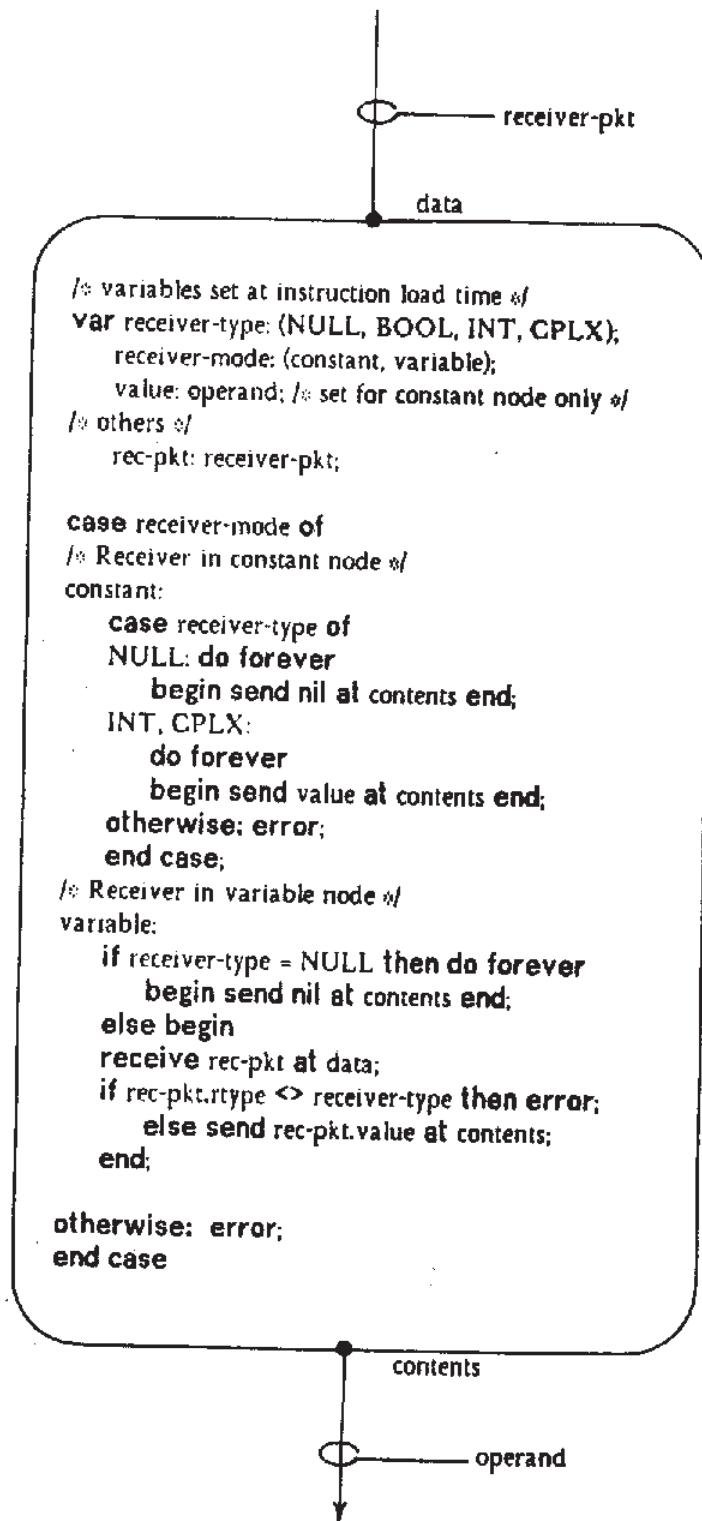 receiver-pkt
data
/* variables set at instruction load time */
var receiver-type: (NULL, BOOL, INT, CPLX);
receiver-mode: (constant, variable);
value: operand; /* set for constant node only */
/* others */
rec-pkt: receiver-pkt;
case receiver-mode of
/* Receiver in constant node */
constant:
case receiver-type of
NULL: do forever
begin send nil at contents end;
INT, CPLX:
do forever
begin send value at contents end;
otherwise: error;
end case;
/* Receiver in variable node */
variable:
if receiver-type = NULL then do forever
begin send nil at contents end;
else begin
receive rec-pkt at data;
if rec-pkt.rtype <> receiver-type then error;
else send rec-pkt.value at contents;
end;
otherwise: error;
end case
contents
operand